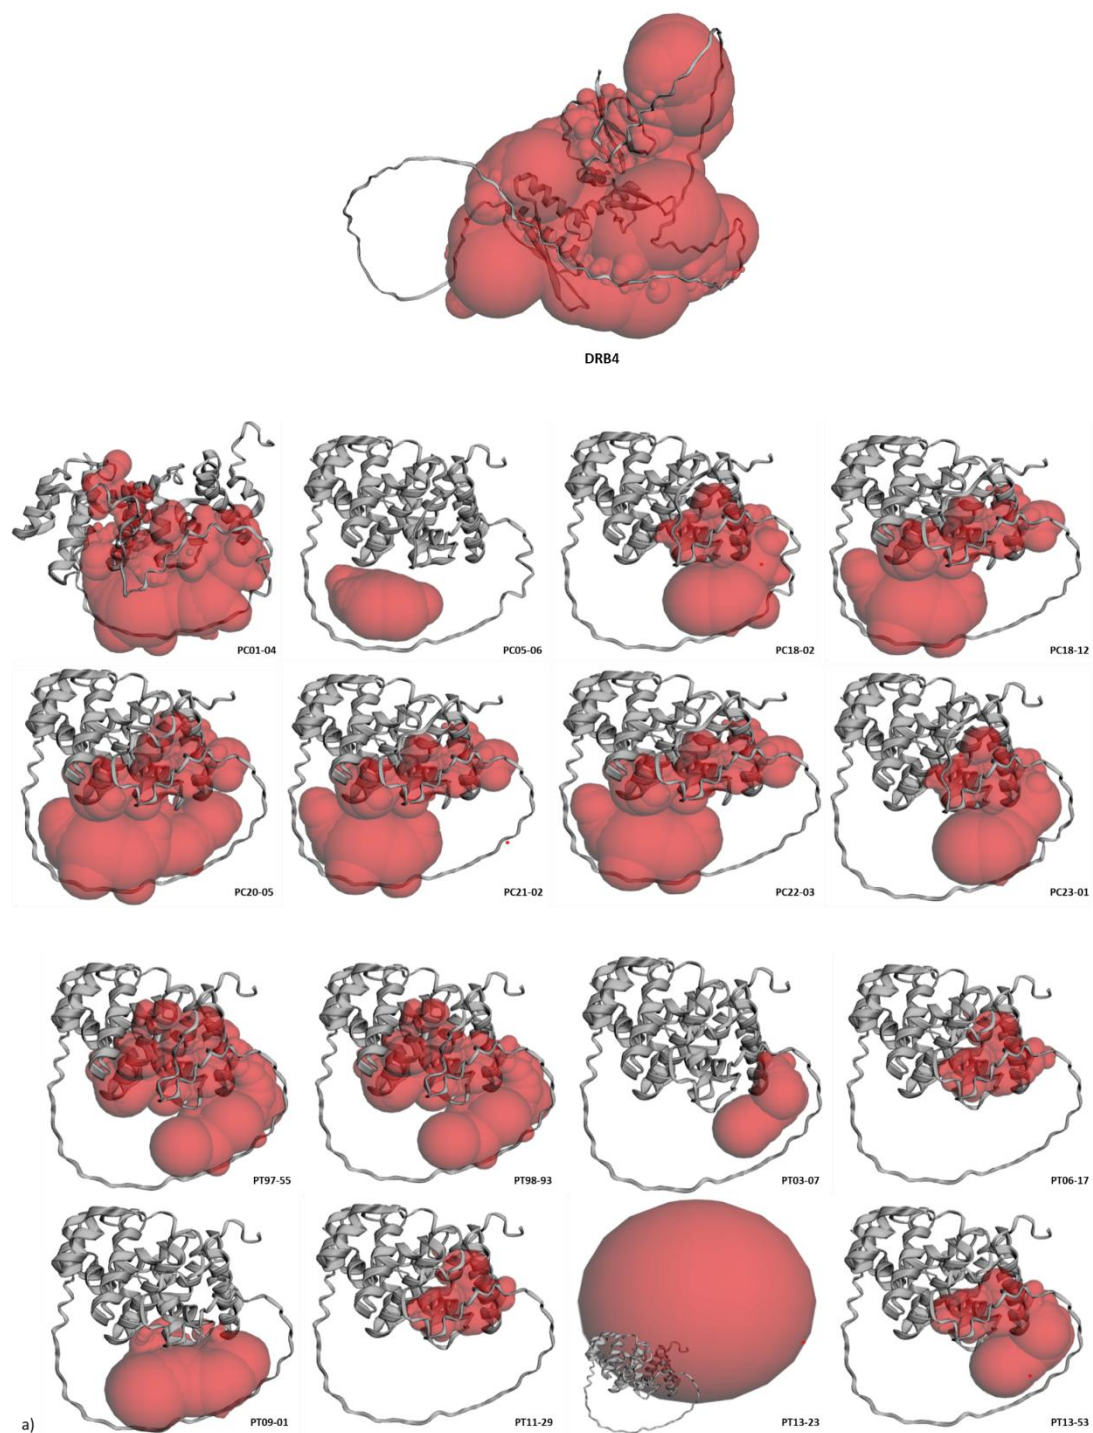 DRB4
PC01-04
PC05-06
PC18-02
PC18-12
PC20-05
PC21-02
PC22-03
PC23-01
PT97-55
PT98-93
PT03-07
PT06-17
PT09-01
PT11-29
PT13-23
PT13-53
a)